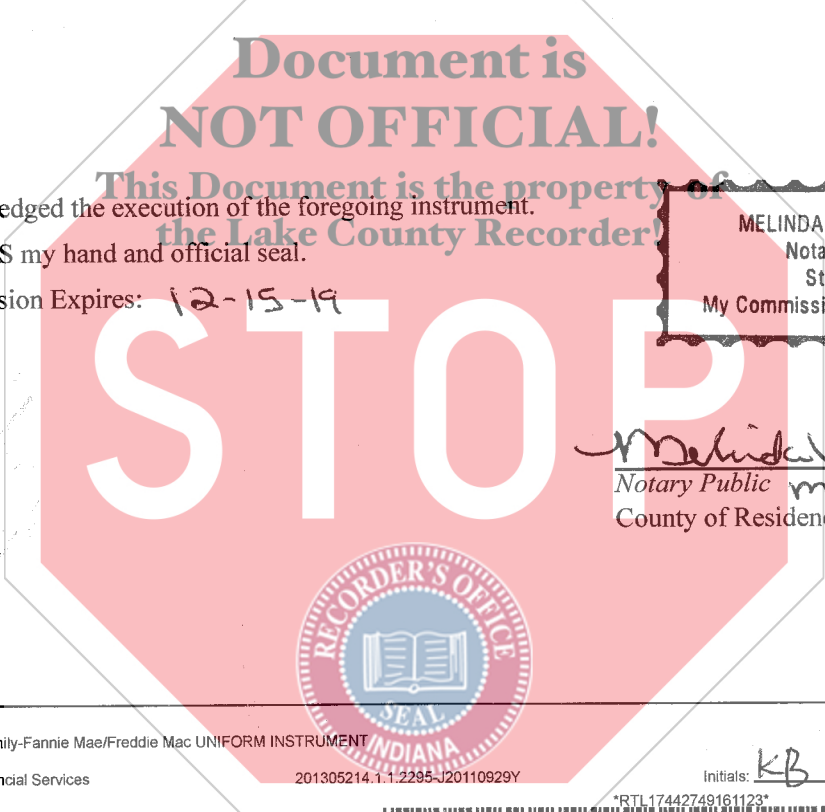 Document is
NOT OFFICIAL!
This Document is the property of
the Lake County Recorder!
edged the execution of the foregoing instrument.
S my hand and official seal.
sion Expires: 12-15-19
MELINDA
Nota
St
My Commissi
STOP
Melinda
Notary Public
County of Residen
RECORDER'S OFFICE
SEAL
INDIANA
ily-Fannie Mae/Freddie Mac UNIFORM INSTRUMENT
ncial Services
201305214.1.1.2295-J20110929Y
Initials: KB
*RTL17442749161123*